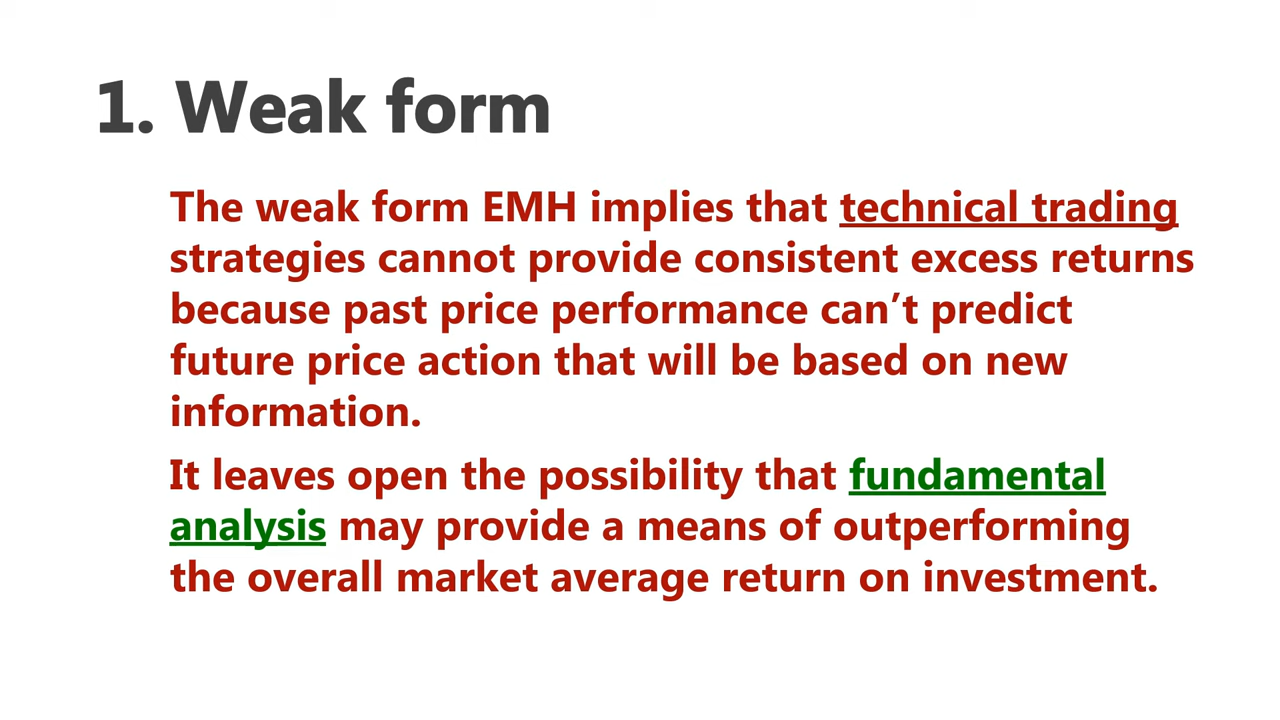 1. Weak form
The weak form EMH implies that technical trading
strategies cannot provide consistent excess returns
because past price performance can’t predict
future price action that will be based on new
information.
It leaves open the possibility that fundamental
analysis may provide a means of outperforming
the overall market average return on investment.